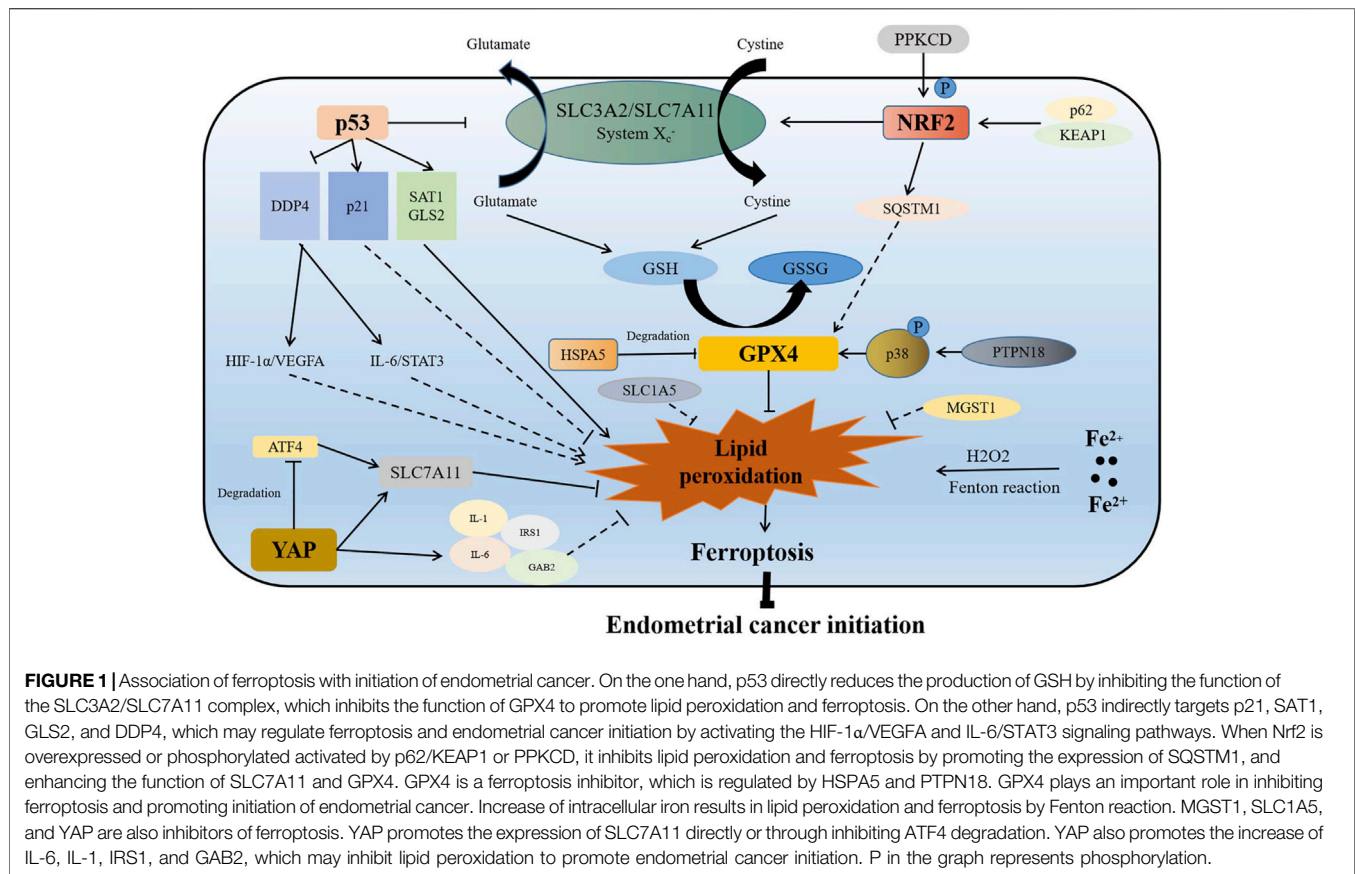 Glutamate
Cystine
PPKCD
P
SLC3A2/SLC7A11
System Xc-
p53
NRF2
p62
KEAP1
DDP4
p21
SAT1
GLS2
Glutamate
Cystine
SQSTM1
GSH
GSSG
HIF-1α/VEGFA
IL-6/STAT3
HSPA5
Degradation
GPX4
P
p38
PTPN18
SLC1A5
MGST1
ATF4
SLC7A11
Lipid
peroxidation
Fe2+
H2O2
Fenton reaction
Fe2+
Degradation
YAP
IL-1
IRS1
IL-6
GAB2
Ferroptosis
Endometrial cancer initiation
FIGURE 1 | Association of ferroptosis with initiation of endometrial cancer. On the one hand, p53 directly reduces the production of GSH by inhibiting the function of
the SLC3A2/SLC7A11 complex, which inhibits the function of GPX4 to promote lipid peroxidation and ferroptosis. On the other hand, p53 indirectly targets p21, SAT1,
GLS2, and DDP4, which may regulate ferroptosis and endometrial cancer initiation by activating the HIF-1α/VEGFA and IL-6/STAT3 signaling pathways. When Nrf2 is
overexpressed or phosphorylated activated by p62/KEAP1 or PPKCD, it inhibits lipid peroxidation and ferroptosis by promoting the expression of SQSTM1, and
enhancing the function of SLC7A11 and GPX4. GPX4 is a ferroptosis inhibitor, which is regulated by HSPA5 and PTPN18. GPX4 plays an important role in inhibiting
ferroptosis and promoting initiation of endometrial cancer. Increase of intracellular iron results in lipid peroxidation and ferroptosis by Fenton reaction. MGST1, SLC1A5,
and YAP are also inhibitors of ferroptosis. YAP promotes the expression of SLC7A11 directly or through inhibiting ATF4 degradation. YAP also promotes the increase of
IL-6, IL-1, IRS1, and GAB2, which may inhibit lipid peroxidation to promote endometrial cancer initiation. P in the graph represents phosphorylation.